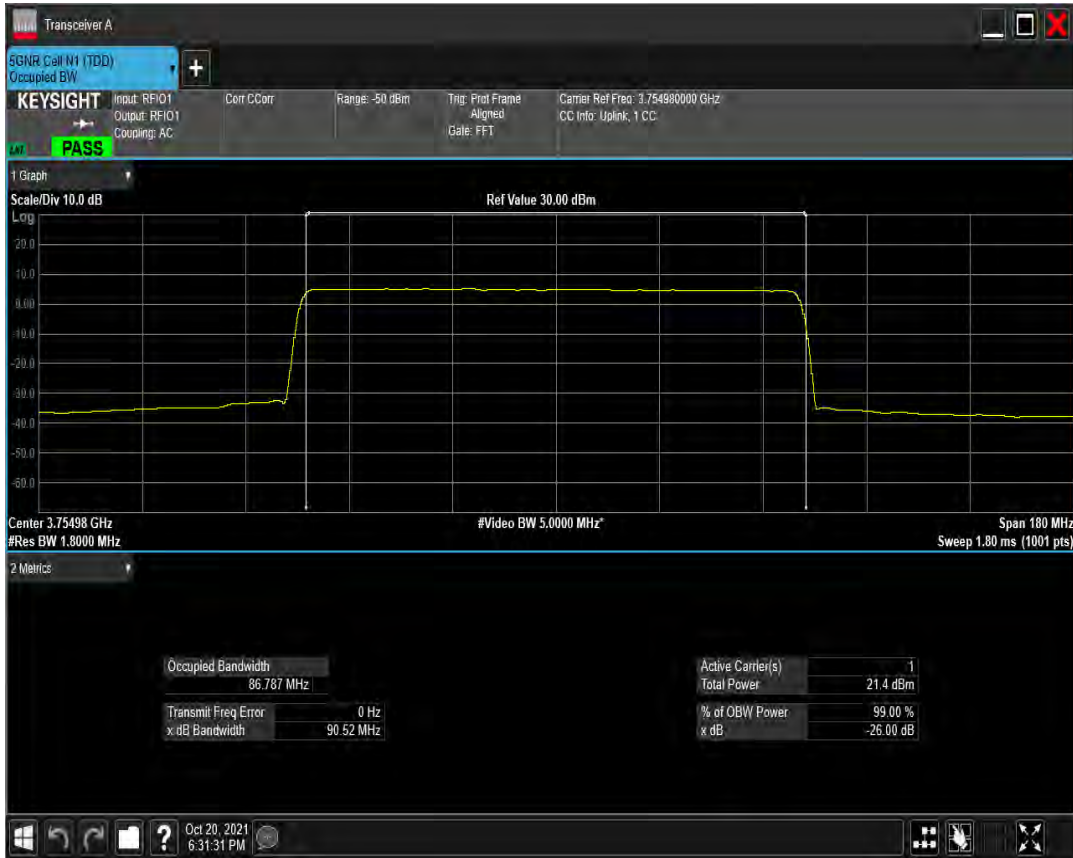 Transceiver A
5GNR Cell N1 (TDD)
Occupied BW
+
KEYSIGHT
Input: RFIO1
Output: RFIO1
Coupling: AC
Corr CCorr
Range: -50 dBm
Trig: Prot Frame
Aligned
Gate: FFT
Carrier Ref Freq: 3.754980000 GHz
CC Info: Uplink, 1 CC
PASS
1 Graph
Scale/Div 10.0 dB
Ref Value 30.00 dBm
Log
20.0
10.0
0.00
-10.0
-20.0
-30.0
-40.0
-50.0
-60.0
Center 3.75498 GHz
#Video BW 5.0000 MHz*
Span 180 MHz
#Res BW 1.8000 MHz
Sweep 1.80 ms (1001 pts)
2 Metrics
Occupied Bandwidth
86.787 MHz
Transmit Freq Error 0 Hz
x dB Bandwidth 90.52 MHz
Active Carrier(s) 1
Total Power 21.4 dBm
% of OBW Power 99.00 %
x dB -26.00 dB
?
Oct 20, 2021
6:31:31 PM